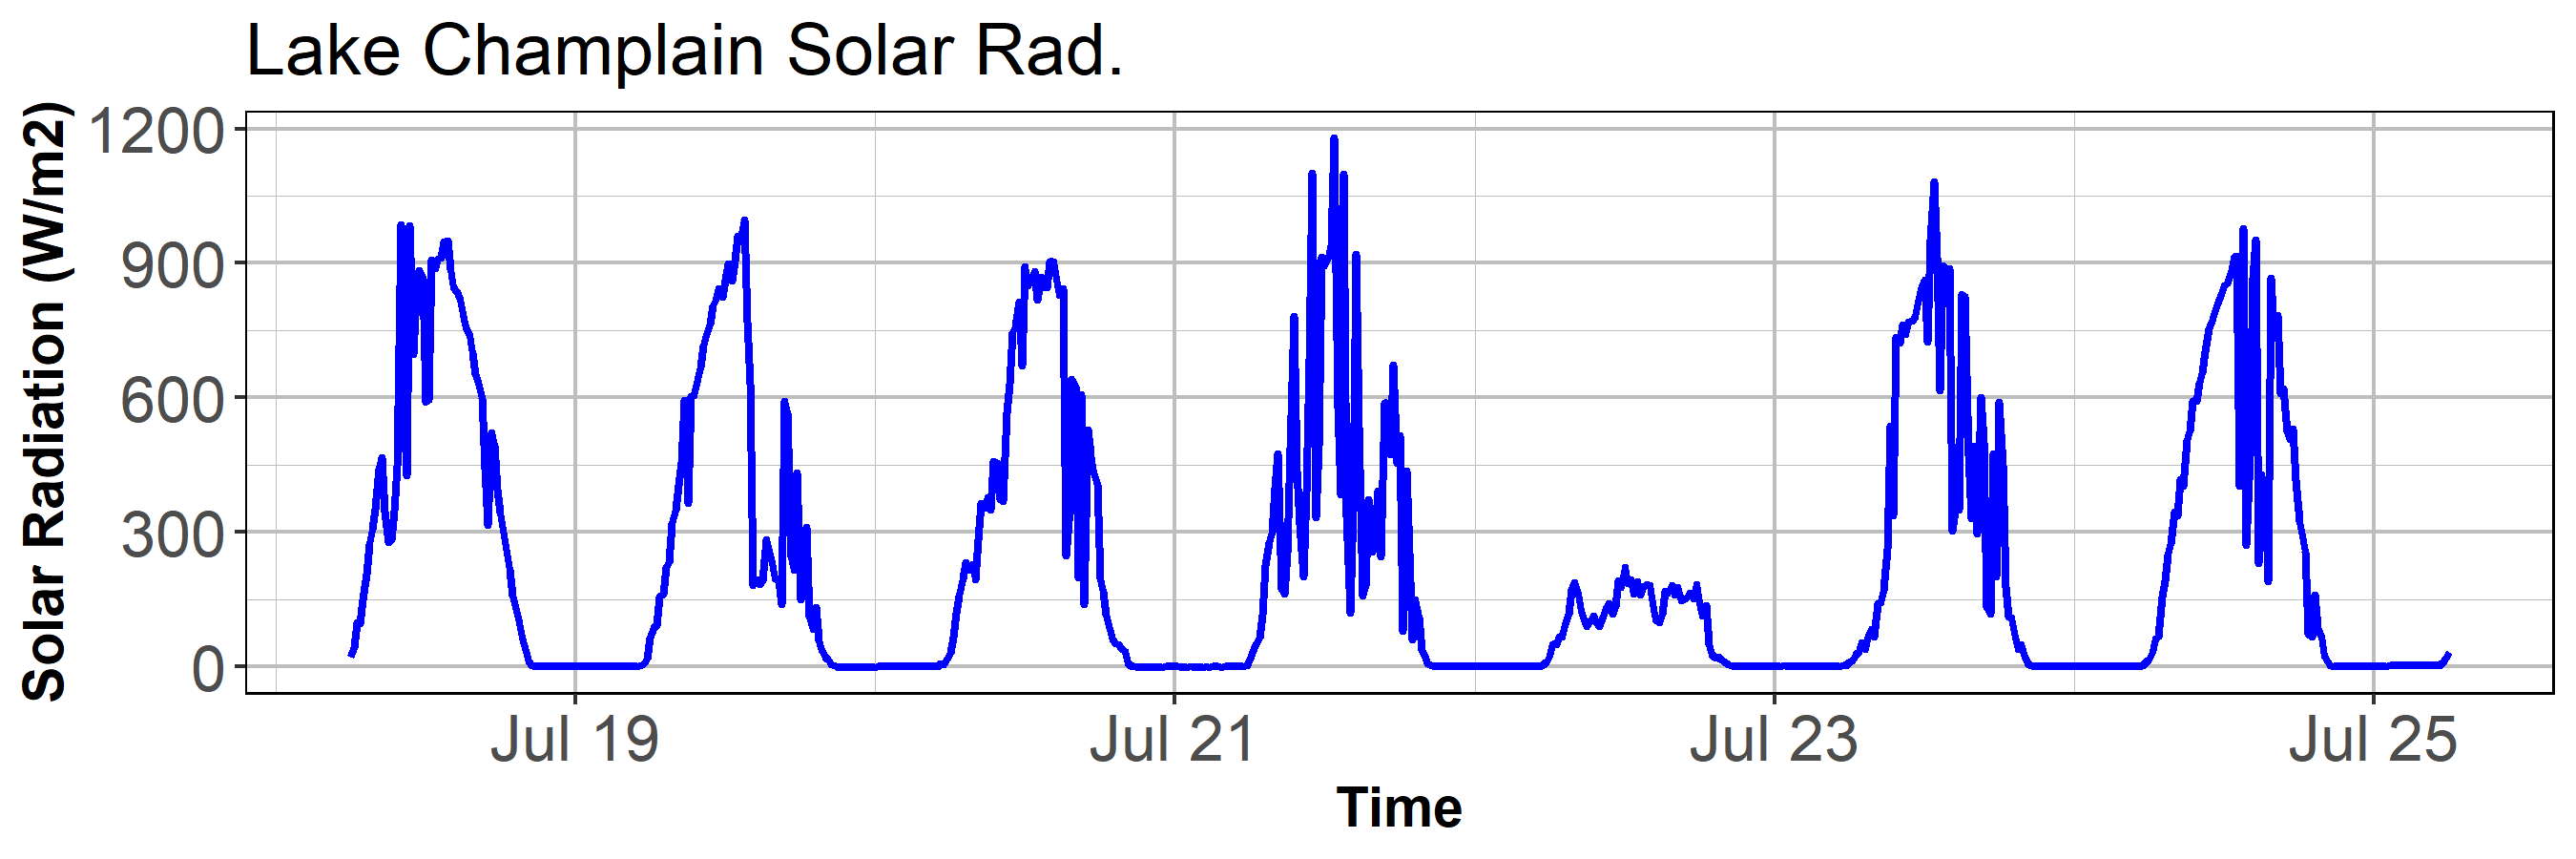 Lake Champlain Solar Rad.
Solar Radiation (W/m2)
1200
900
600
300
0
Jul 19
Jul 21
Jul 23
Jul 25
Time